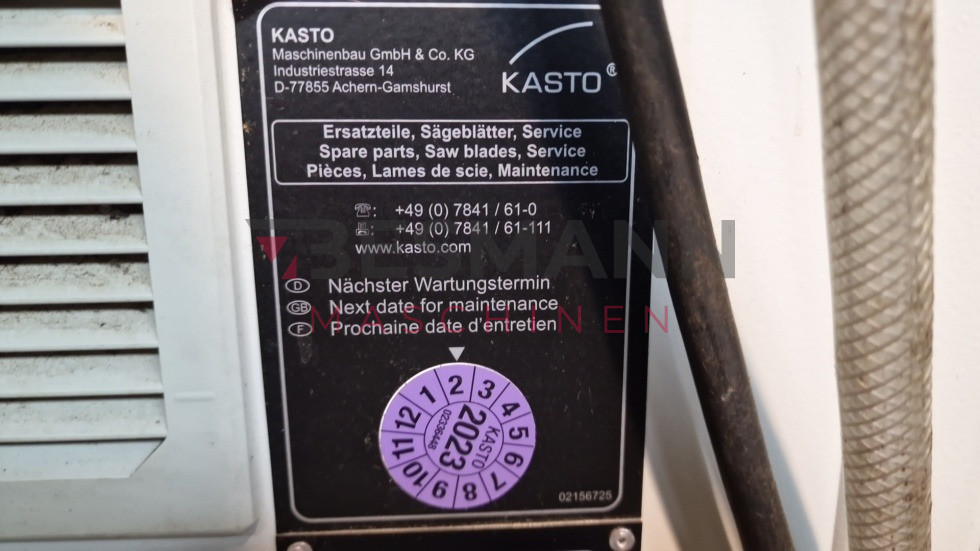 KASTO
Maschinenbau GmbH & Co. KG
Industriestrasse 14
D-77855 Achern-Gamshurst
KASTO®
Ersatzteile, Sägeblätter, Service
Spare parts, Saw blades, Service
Pièces, Lames de scie, Maintenance
☎: +49 (0) 7841 / 61-0
+49 (0) 7841 / 61-111
www.kasto.com
BESMANN
MASCHINEN
D Nächster Wartungstermin
GB Next date for maintenance
F Prochaine date d'entretien
1 2 3 4 5 6 7 8 9 10 11 12
KASTO
2023
02336448
02156725